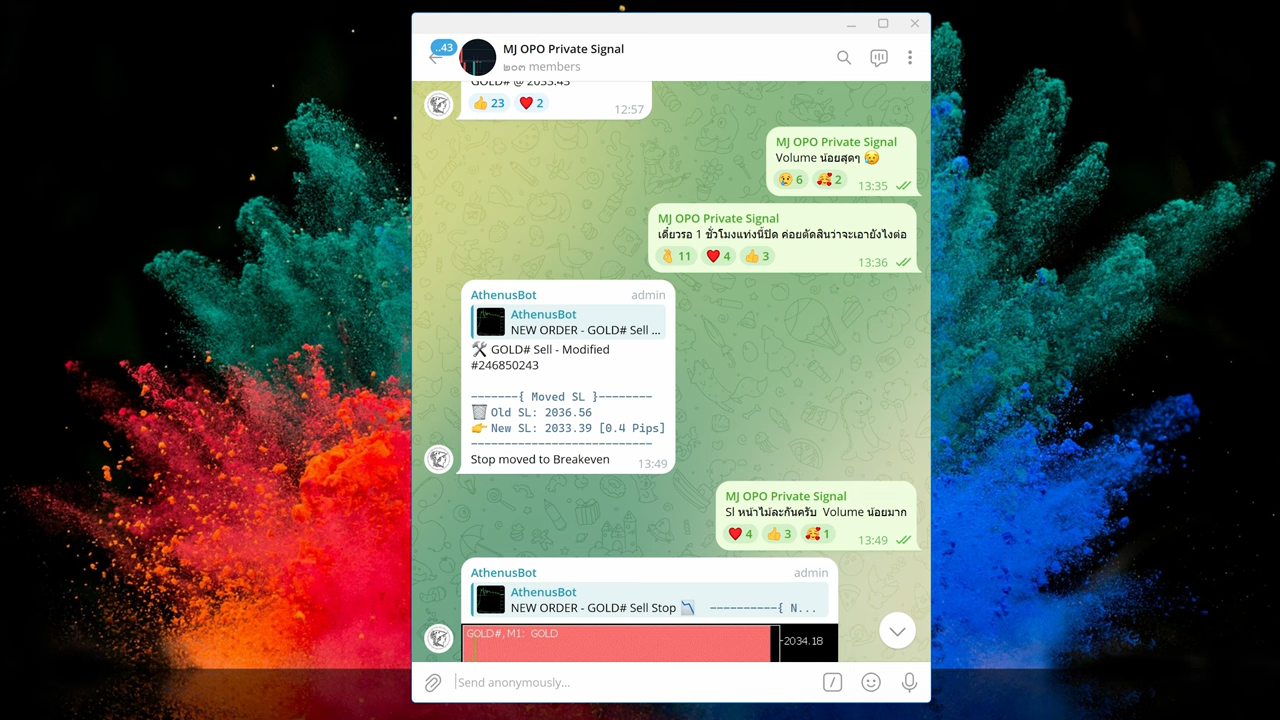 ..43
MJ OPO Private Signal
๒๐๓ members
GOLD# @ 2033.43
👍 23 ❤️ 2 12:57
MJ OPO Private Signal
Volume น้อยสุดๆ 😥
😢 6 🥰 2 13:35
MJ OPO Private Signal
เดี๋ยวรอ 1 ชั่วโมงแท่งนี้ปิด ค่อยตัดสินว่าจะเอายังไงต่อ
👌 11 ❤️ 4 👍 3 13:36
AthenusBot admin
AthenusBot
NEW ORDER - GOLD# Sell ...
🛠 GOLD# Sell - Modified
#246850243
-------{ Moved SL }--------
🗑 Old SL: 2036.56
👉 New SL: 2033.39 [0.4 Pips]
---------------------------
Stop moved to Breakeven 13:49
MJ OPO Private Signal
Sl หน้าไม้ละกันครับ Volume น้อยมาก
❤️ 4 👍 3 🥰 1 13:49
AthenusBot admin
AthenusBot
NEW ORDER - GOLD# Sell Stop 📉 ----------{ N...
GOLD#, M1: GOLD
2034.18
Send anonymously...